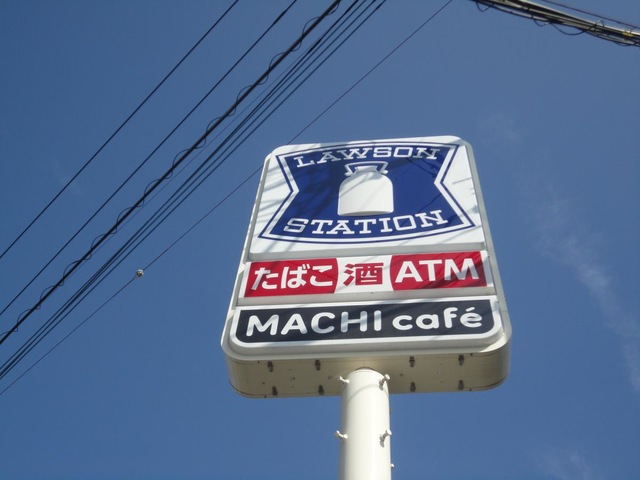 LAWSON
STATION
たばこ 酒 ATM
MACHI café